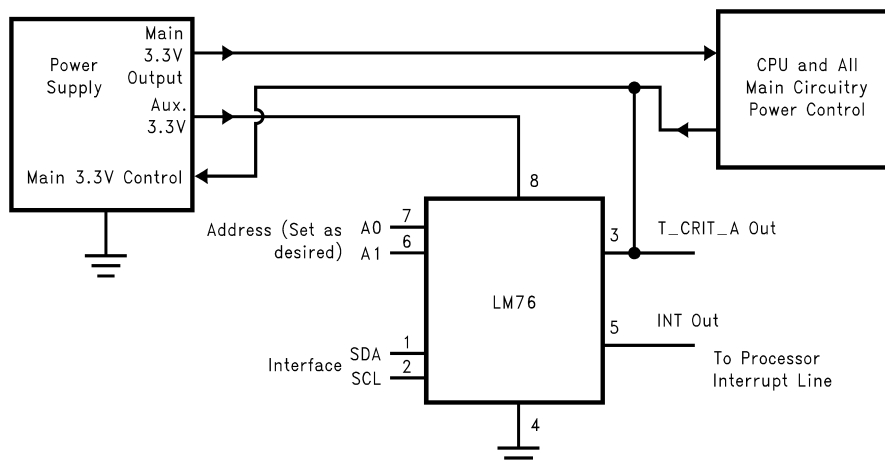 Main
3.3V
Output
Power
Supply
Aux.
3.3V
Main 3.3V Control
CPU and All
Main Circuitry
Power Control
8
Address (Set as
desired)
A0
7
A1
6
3
T_CRIT_A Out
LM76
5
INT Out
To Processor
Interrupt Line
Interface
SDA
1
SCL
2
4